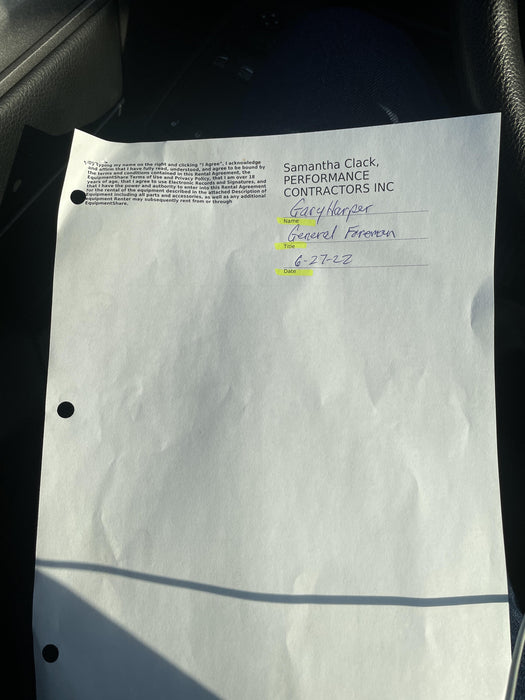 By typing my name on the right and clicking "I Agree", I acknowledge
and affirm that I have fully read, understood, and agree to be bound by
the terms and conditions contained in this Rental Agreement, the
EquipmentShare Terms of Use and Privacy Policy, that I am over 18
years of age, that I agree to use Electronic Records and Signatures, and
that I have the power and authority to enter into this Rental Agreement
for the rental of the equipment described in the attached Description of
Equipment including all parts and accessories, as well as any additional
equipment Renter may subsequently rent from or through
EquipmentShare.
Samantha Clack,
PERFORMANCE
CONTRACTORS INC
Gary Harper
Name
General Foreman
Title
6-27-22
Date